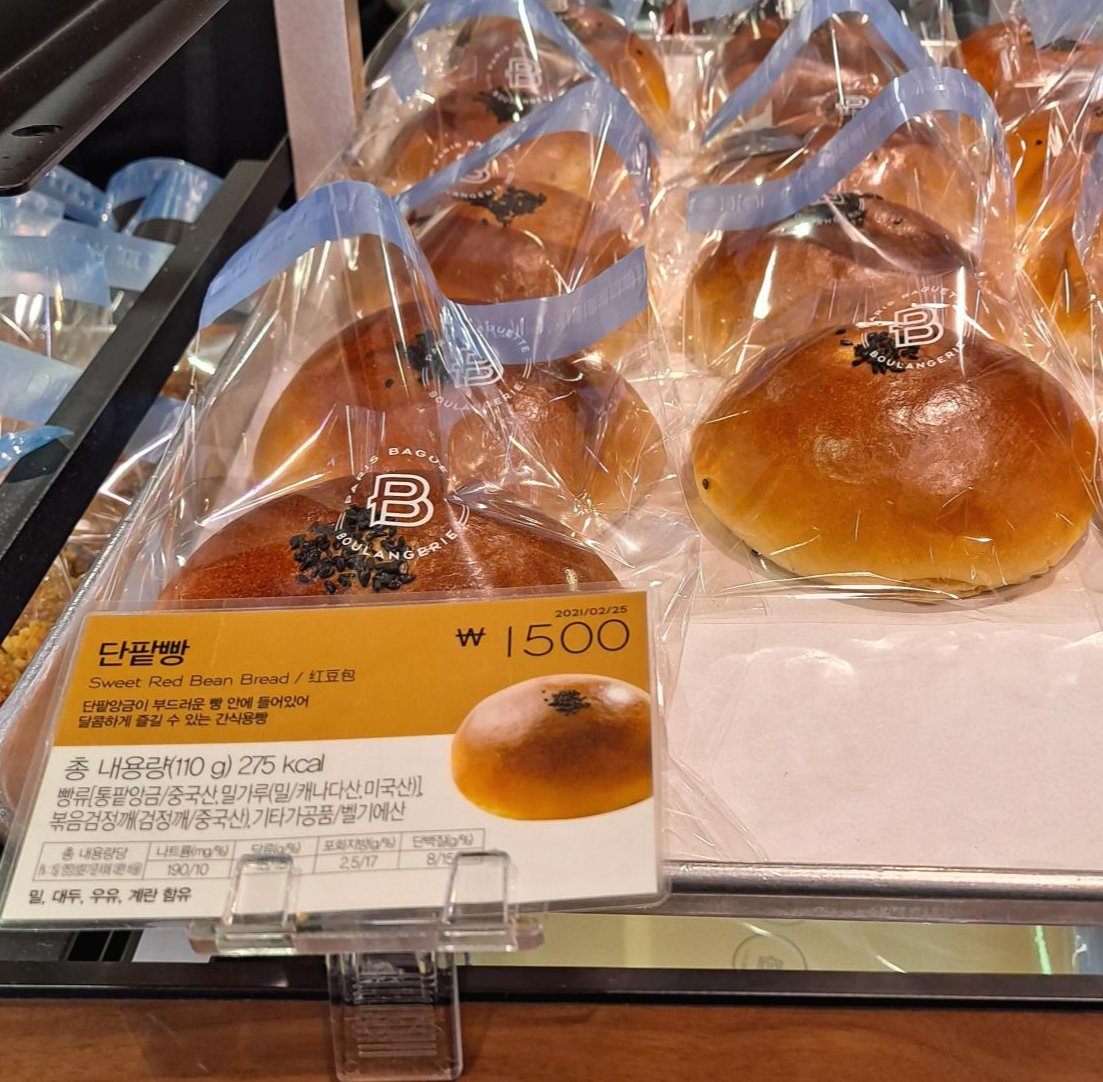 PARIS BAGUETTE
B
BOULANGERIE
2021/02/25
단팥빵
₩ 1500
Sweet Red Bean Bread / 红豆包
단팥앙금이 부드러운 빵 안에 들어있어
달콤하게 즐길 수 있는 간식용빵
총 내용량(110 g) 275 kcal
빵류[통팥앙금/중국산,밀가루(밀/캐나다산,미국산)],
볶음검정깨(검정깨/중국산),기타가공품/벨기에산
총 내용량당 나트륨(mg/%) 당류(g/%) 포화지방(g/%) 단백질(g/%)
190/10 2.5/17 8/15
밀, 대두, 우유, 계란 함유